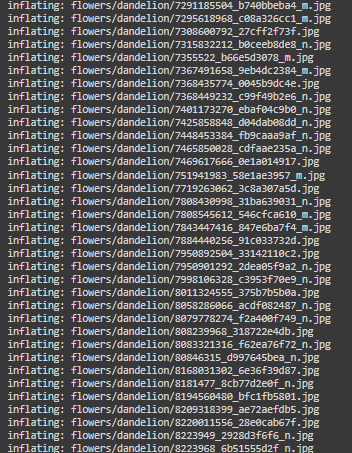 inflating: flowers/dandelion/7291185504_b740bbeba4_m.jpg
inflating: flowers/dandelion/7295618968_c08a326cc1_m.jpg
inflating: flowers/dandelion/7308600792_27cff2f73f.jpg
inflating: flowers/dandelion/7315832212_b0ceeb8de8_n.jpg
inflating: flowers/dandelion/7355522_b66e5d3078_m.jpg
inflating: flowers/dandelion/7367491658_9eb4dc2384_m.jpg
inflating: flowers/dandelion/7368435774_0045b9dc4e.jpg
inflating: flowers/dandelion/7368449232_c99f49b2e6_n.jpg
inflating: flowers/dandelion/7401173270_ebaf04c9b0_n.jpg
inflating: flowers/dandelion/7425858848_d04dab08dd_n.jpg
inflating: flowers/dandelion/7448453384_fb9caaa9af_n.jpg
inflating: flowers/dandelion/7465850028_cdfaae235a_n.jpg
inflating: flowers/dandelion/7469617666_0e1a014917.jpg
inflating: flowers/dandelion/751941983_58e1ae3957_m.jpg
inflating: flowers/dandelion/7719263062_3c8a307a5d.jpg
inflating: flowers/dandelion/7808430998_31ba639031_n.jpg
inflating: flowers/dandelion/7808545612_546cfca610_m.jpg
inflating: flowers/dandelion/7843447416_847e6ba7f4_m.jpg
inflating: flowers/dandelion/7884440256_91c033732d.jpg
inflating: flowers/dandelion/7950892504_33142110c2.jpg
inflating: flowers/dandelion/7950901292_2dea05f9a2_n.jpg
inflating: flowers/dandelion/7998106328_c3953f70e9_n.jpg
inflating: flowers/dandelion/8011324555_375b7b5b0a.jpg
inflating: flowers/dandelion/8058286066_acdf082487_n.jpg
inflating: flowers/dandelion/8079778274_f2a400f749_n.jpg
inflating: flowers/dandelion/808239968_318722e4db.jpg
inflating: flowers/dandelion/8083321316_f62ea76f72_n.jpg
inflating: flowers/dandelion/80846315_d997645bea_n.jpg
inflating: flowers/dandelion/8168031302_6e36f39d87.jpg
inflating: flowers/dandelion/8181477_8cb77d2e0f_n.jpg
inflating: flowers/dandelion/8194560480_bfc1fb5801.jpg
inflating: flowers/dandelion/8209318399_ae72aefdb5.jpg
inflating: flowers/dandelion/8220011556_28e0cab67f.jpg
inflating: flowers/dandelion/8223949_2928d3f6f6_n.jpg
inflating: flowers/dandelion/8223968_6b51555d2f_n.jpg